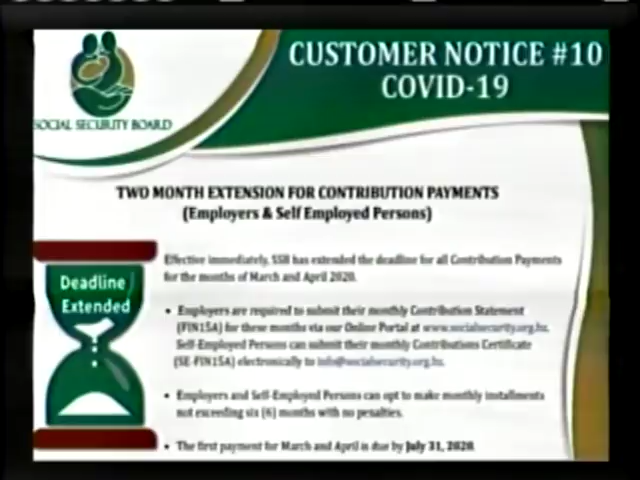 SOCIAL SECURITY BOARD
CUSTOMER NOTICE #10
COVID-19
TWO MONTH EXTENSION FOR CONTRIBUTION PAYMENTS
(Employers & Self Employed Persons)
Deadline
Extended
Effective immediately, SSB has extended the deadline for all Contribution Payments
for the months of March and April 2020.
• Employers are required to submit their monthly Contribution Statement
(FIN15A) for these months via our Online Portal at www.socialsecurity.org.bz.
Self-Employed Persons can submit their monthly Contributions Certificate
(SE-FIN15A) electronically to info@socialsecurity.org.bz.
• Employers and Self-Employed Persons can opt to make monthly installments
not exceeding six (6) months with no penalties.
• The first payment for March and April is due by July 31, 2020